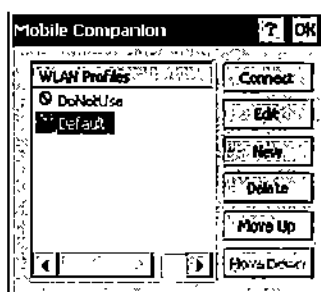 Mobile Companion ? OK
WLAN Profiles
DoNotUse
Default
Connect
Edit
New
Delete
Move Up
Move Down